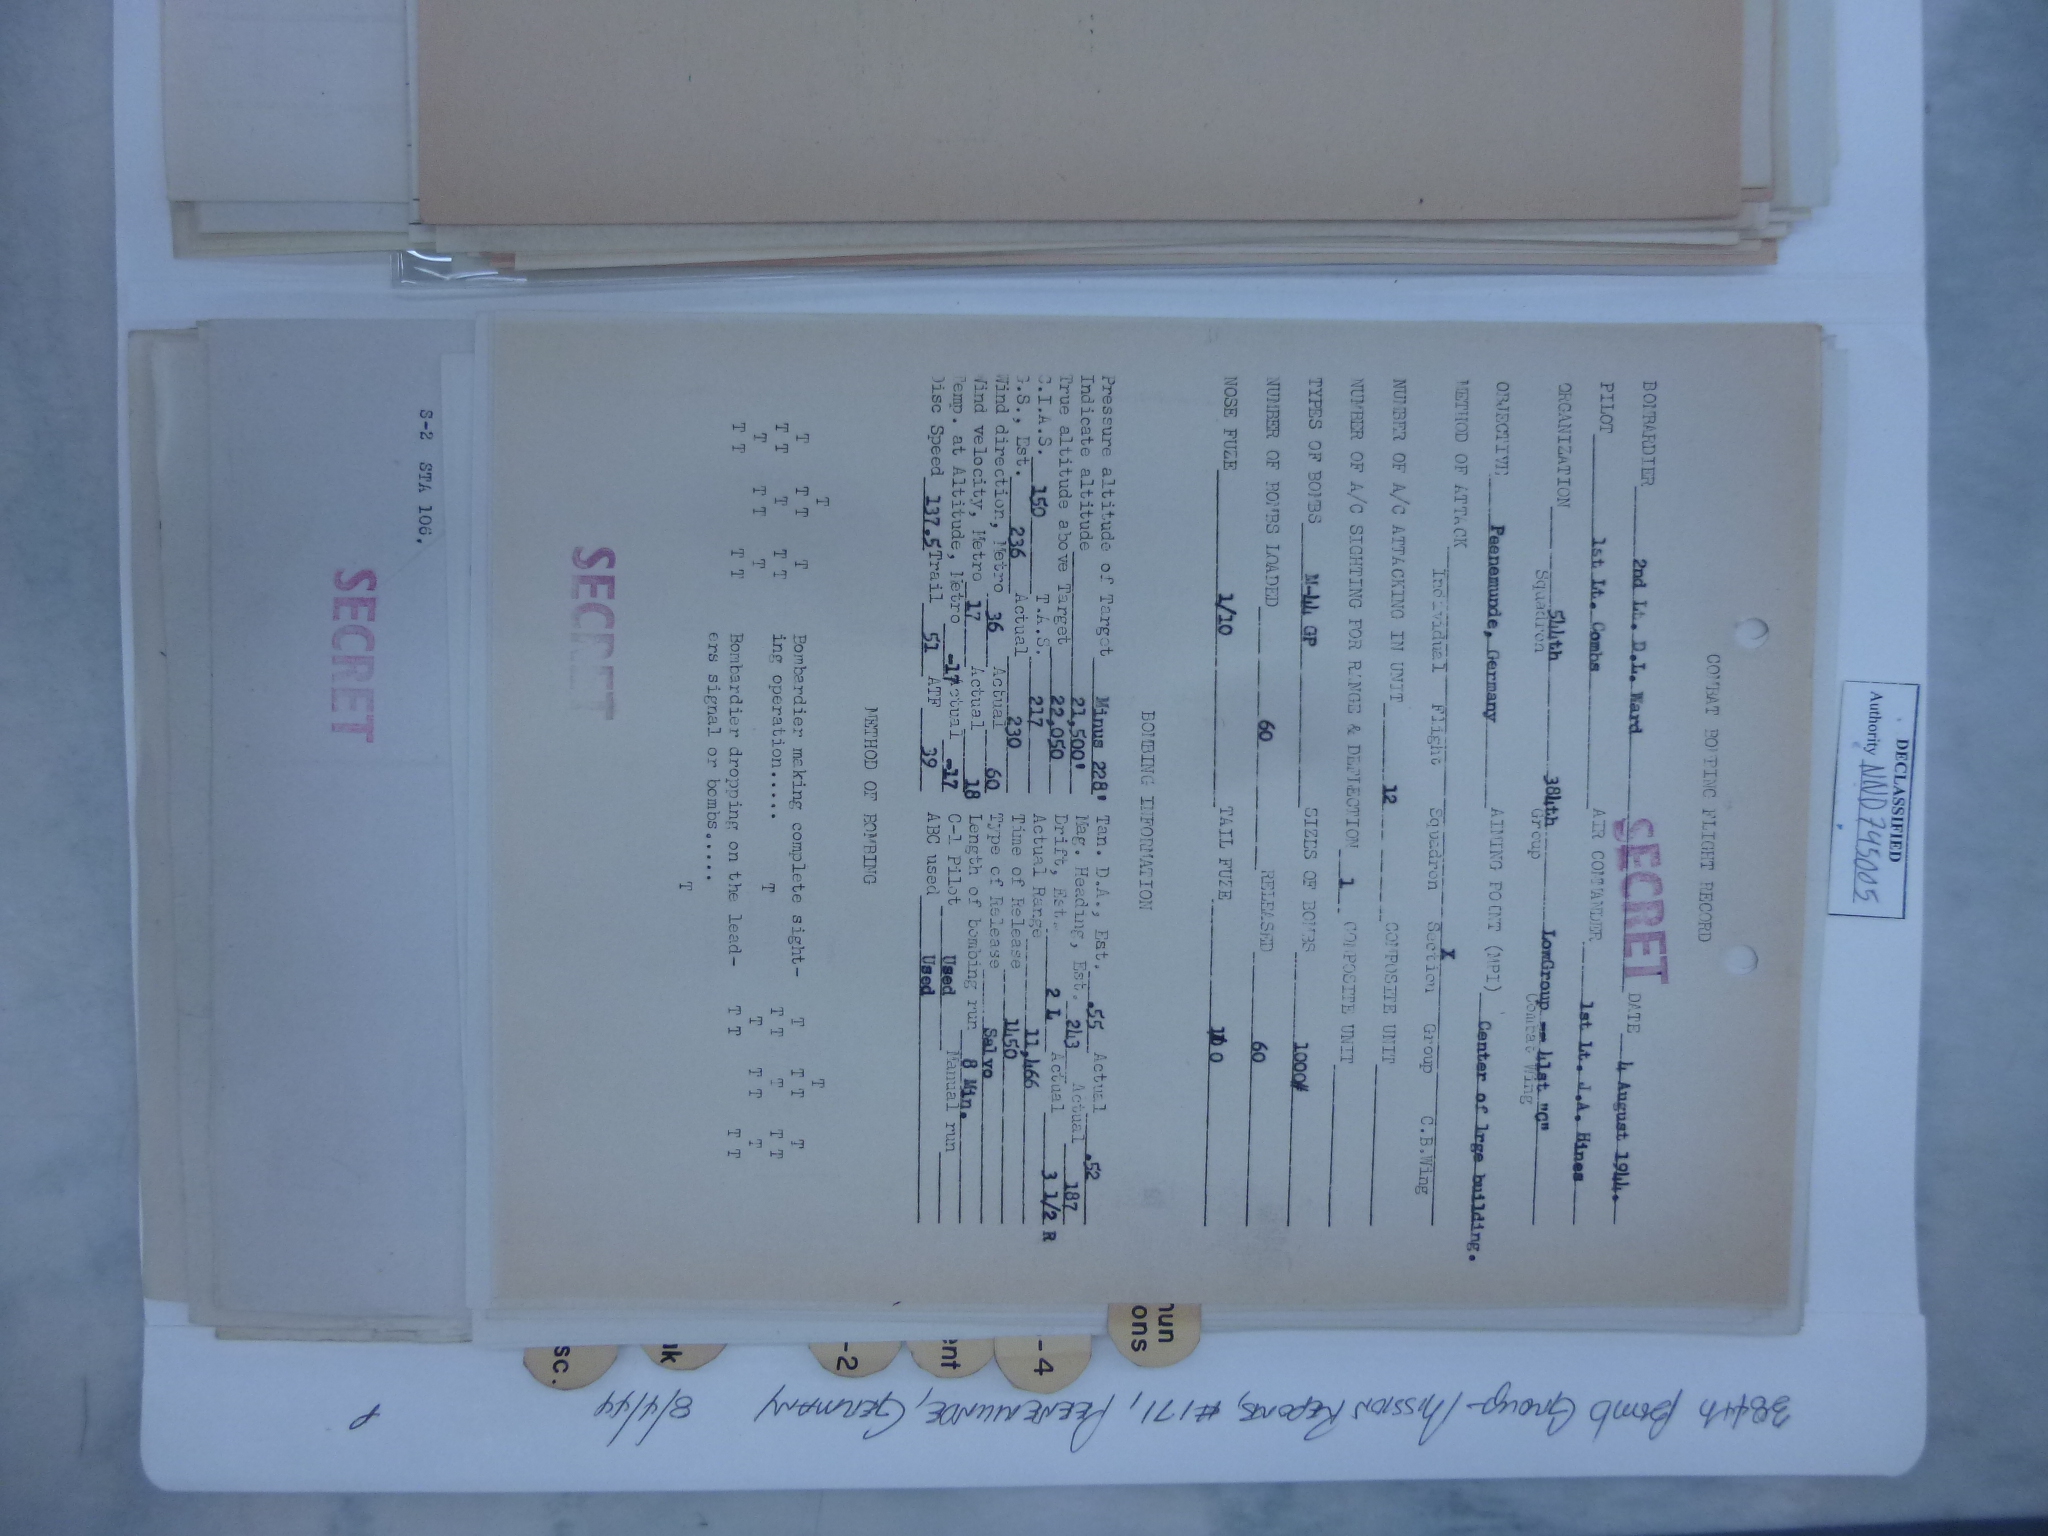 DECLASSIFIED
Authority NND 745005
COMBAT BOMBING FLIGHT RECORD
SECRET
BOMBARDIER 2nd Lt. D.L. Ward DATE 4 August 1944.
PILOT 1st Lt. Combs AIR COMMANDER 1st Lt. J.A. Hines
ORGANIZATION 544th 384th LowGroup -- 41st "C"
Squadron Group Combat Wing
OBJECTIVE Peenemunde, Germany AIMING POINT (MPI) Center of lrge building.
METHOD OF ATTACK X
Individual Flight Squadron Section Group C.B.Wing
NUMBER OF A/C ATTACKING IN UNIT 12 COMPOSITE UNIT
NUMBER OF A/C SIGHTING FOR RANGE & DEFLECTION 1 COMPOSITE UNIT
TYPES OF BOMBS M-44 GP SIZES OF BOMBS 1000#
NUMBER OF BOMBS LOADED 60 RELEASED 60
NOSE FUZE 1/10 TAIL FUZE
BOMBING INFORMATION
Pressure altitude of Target Minus 228' Tan. D.A., Est. .55 Actual .52
Indicate altitude 21,500' Mag. Heading, Est. 243 Actual 187
True altitude above Target 22,050 Drift, Est. 2 L Actual 3 1/2 R
C.I.A.S. 150 T.A.S. 217 Actual Range 11,466
G.S., Est. 236 Actual 230 Time of Release 1450
Wind direction, Metro 36 Actual 60 Type of Release Salvo
Wind velocity, Metro 17 Actual 18 Length of bombing run 8 Min.
Temp. at Altitude, Metro -17 Actual -17 C-1 Pilot Used Manual run
Disc Speed 137.5 Trail 51 ATF 39 ABC used Used
METHOD OF BOMBING
T T
T T T T Bombardier making complete sight- T T T T
T T T T T ing operation..... T T T T T T
T T T T T T T
T T T T T T Bombardier dropping on the lead- T T T T T T
ers signal or bombs..... T
SECRET
S-2 STA 106.
SECRET
nun
ons
-4
ent
-2
sc.
384th Bomb Group - Mission Reports, #171, PEENEMUNDE, GERMANY 8/4/44 P